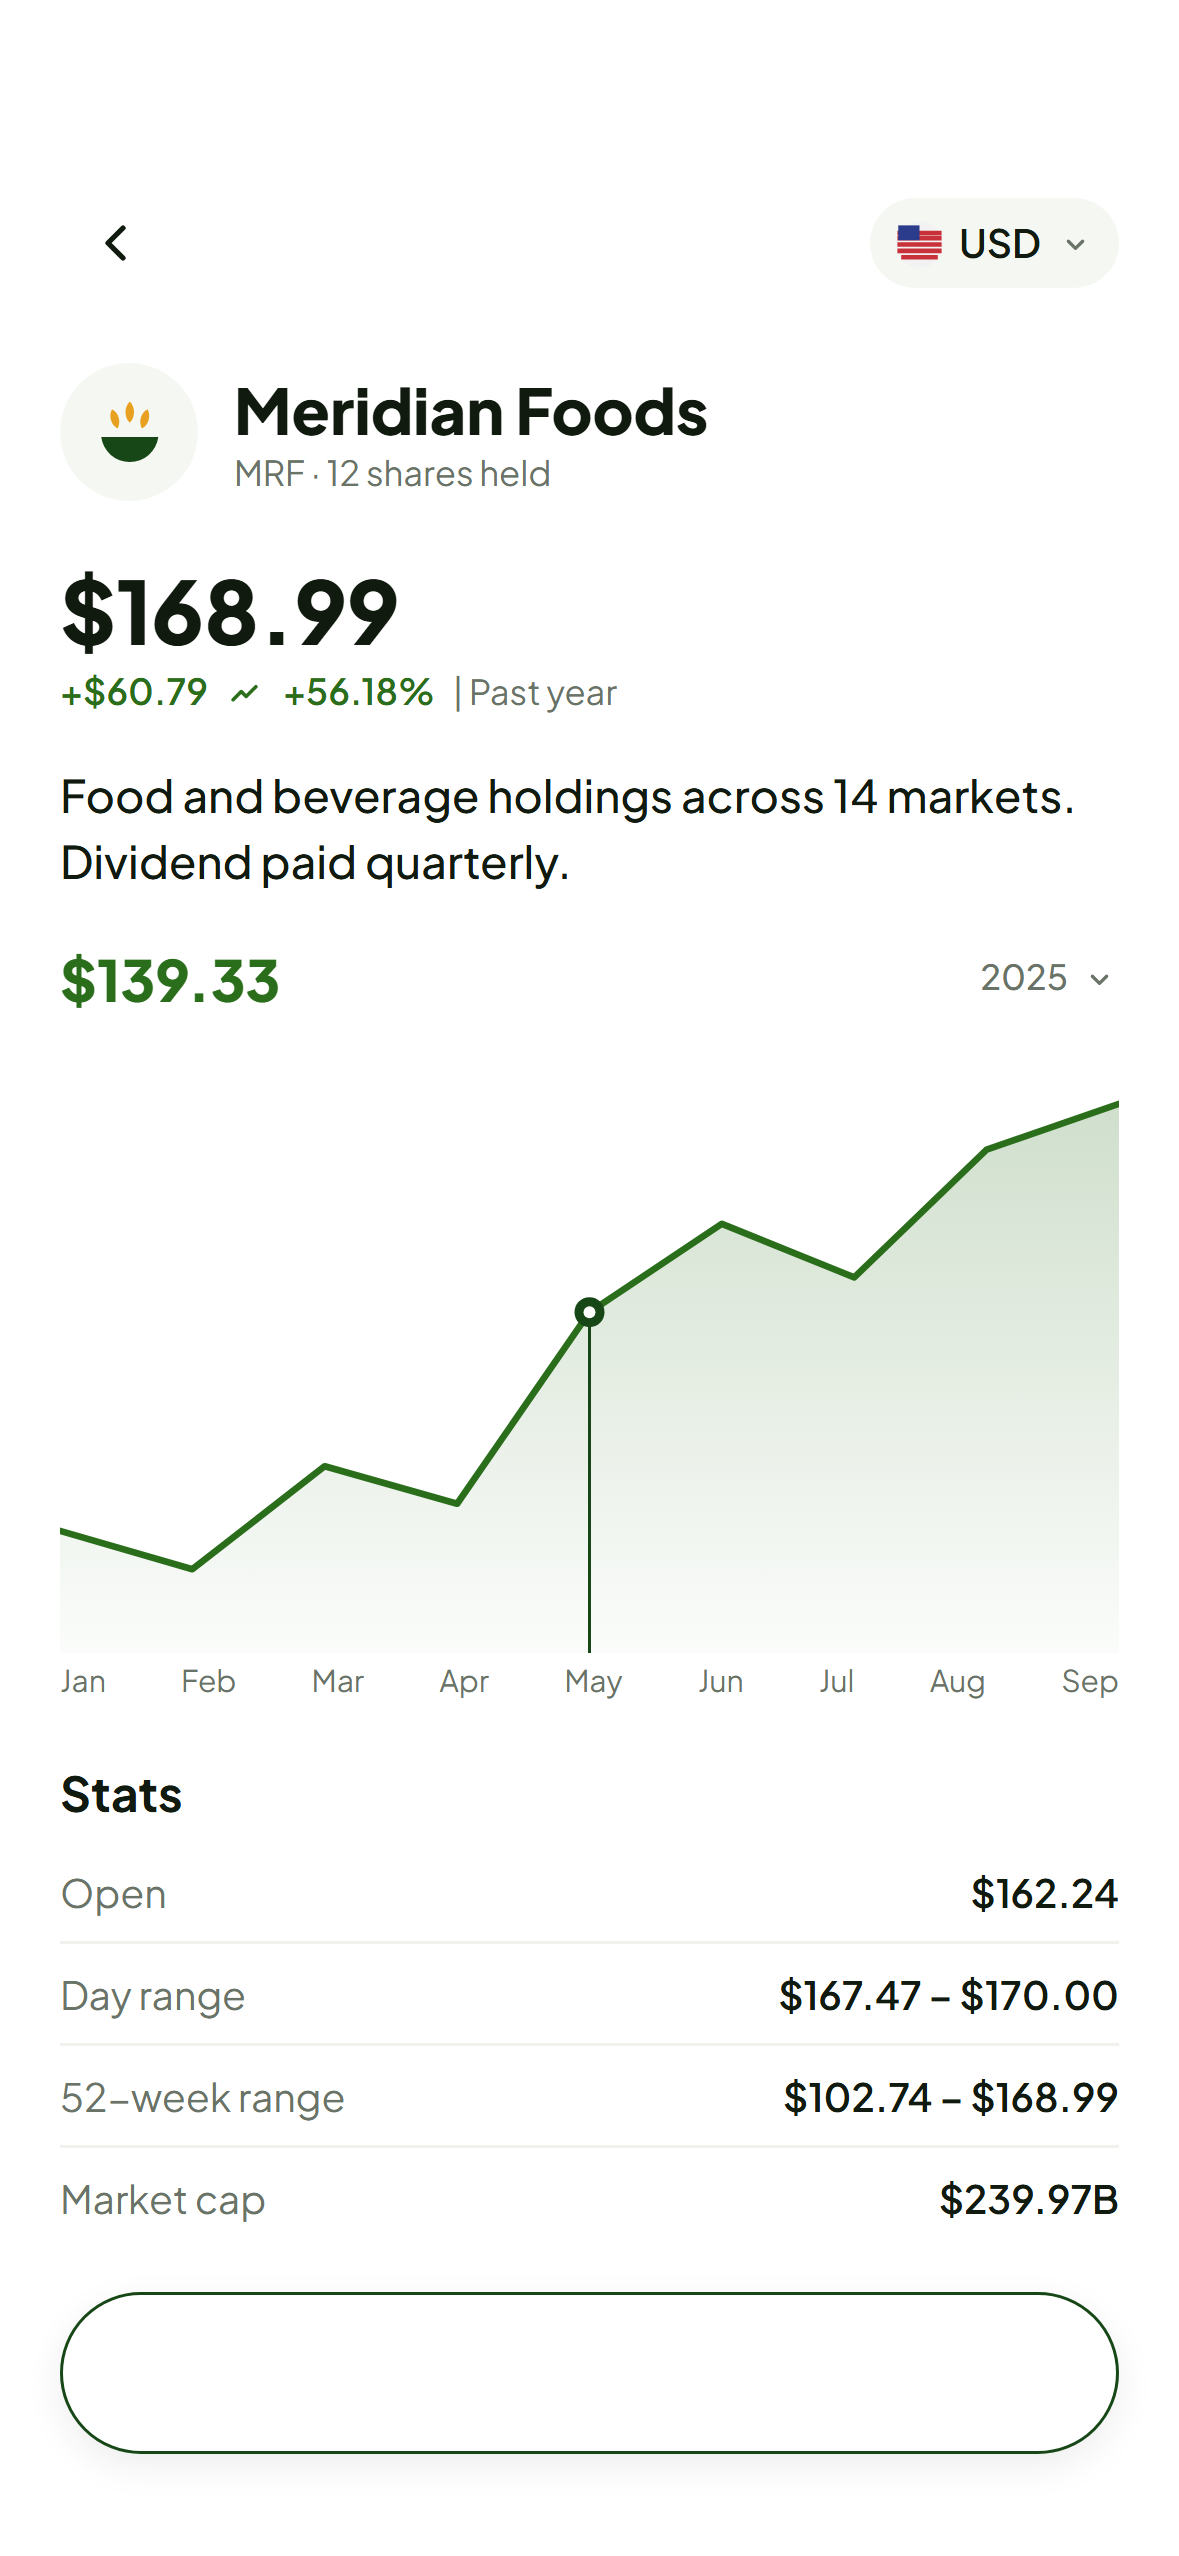 USD
Meridian Foods
MRF · 12 shares held
$168.99
+$60.79 +56.18% | Past year
Food and beverage holdings across 14 markets.
Dividend paid quarterly.
$139.33 2025
Jan Feb Mar Apr May Jun Jul Aug Sep
Stats
Open $162.24
Day range $167.47 – $170.00
52-week range $102.74 – $168.99
Market cap $239.97B